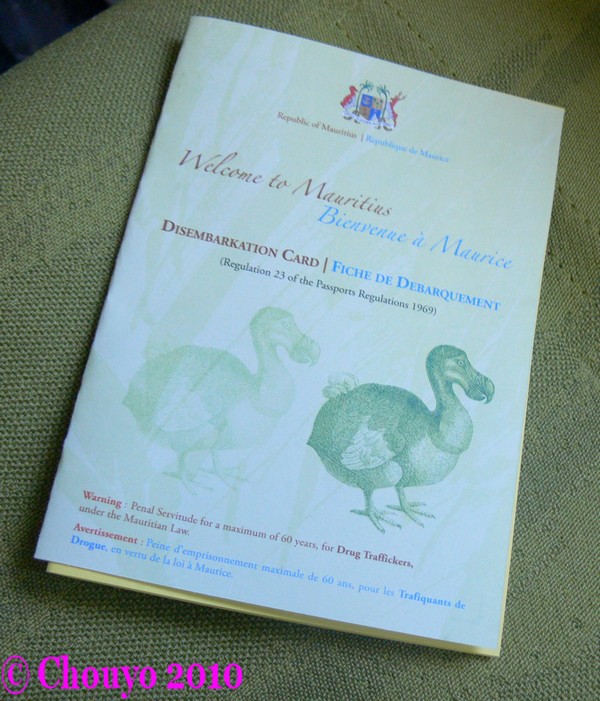 Republic of Mauritius | Republique de Maurice
Welcome to Mauritius
Bienvenue à Maurice
DISEMBARKATION CARD | FICHE DE DEBARQUEMENT
(Regulation 23 of the Passports Regulations 1969)
Warning : Penal Servitude for a maximum of 60 years, for Drug Traffickers,
under the Mauritian Law.
Avertissement : Peine d'emprisonnement maximale de 60 ans, pour les Trafiquants de
Drogue, en vertu de la loi à Maurice.
© Chouyo 2010